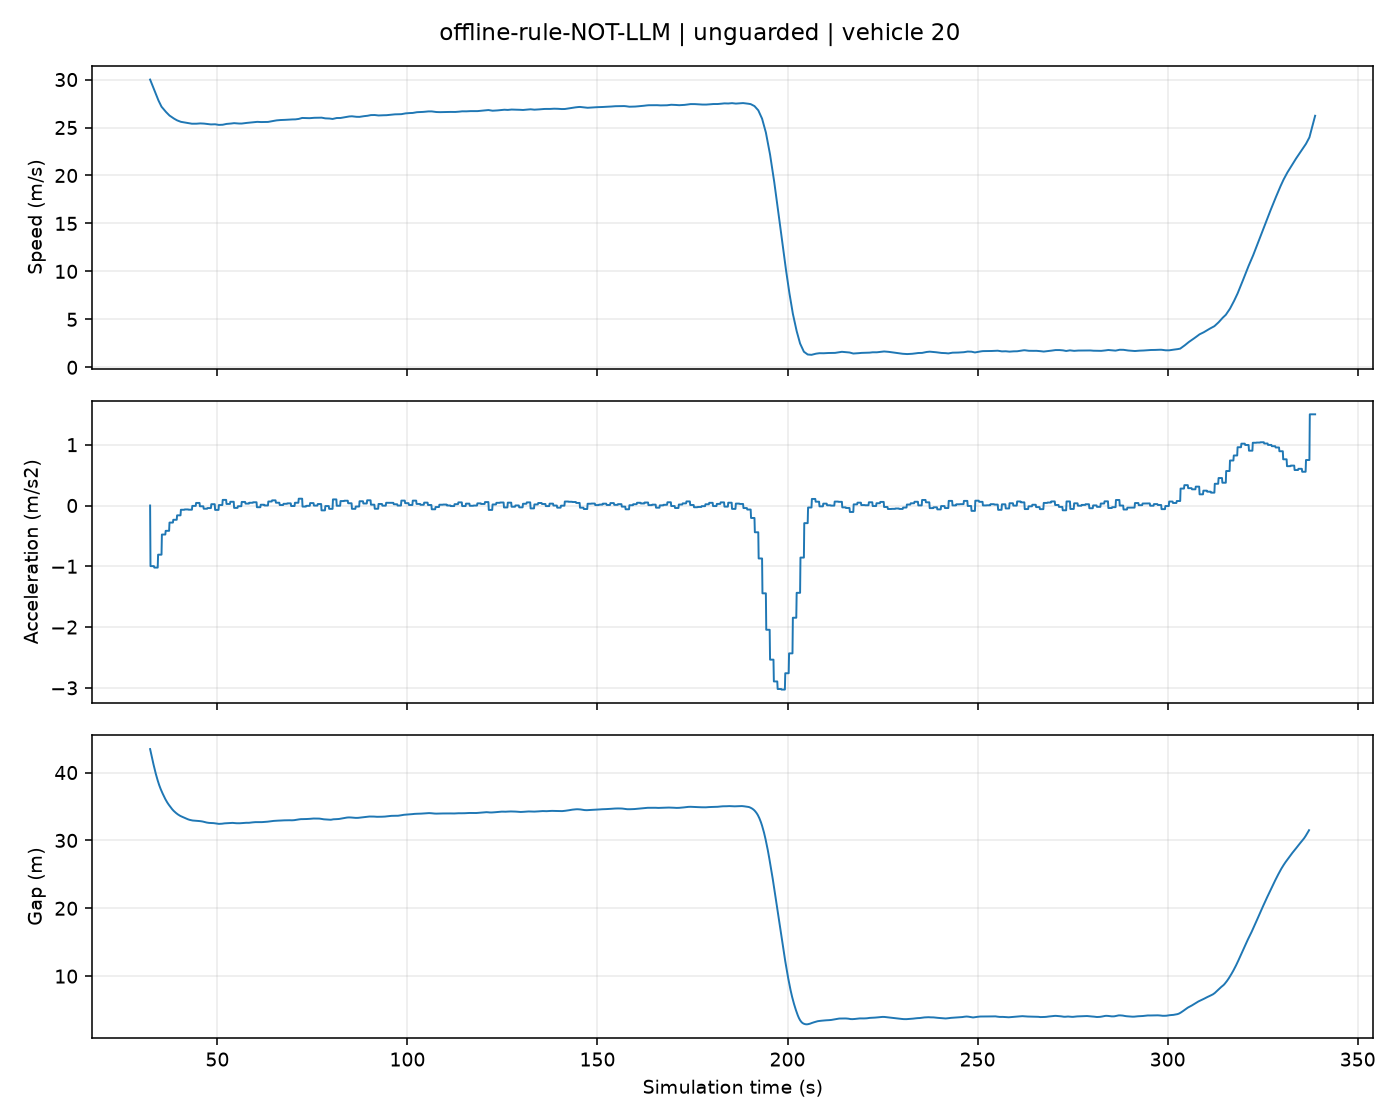 offline-rule-NOT-LLM | unguarded | vehicle 20
30
25
20
15
10
5
0
Speed (m/s)
1
0
−1
−2
−3
Acceleration (m/s2)
40
30
20
10
Gap (m)
50 100 150 200 250 300 350
Simulation time (s)